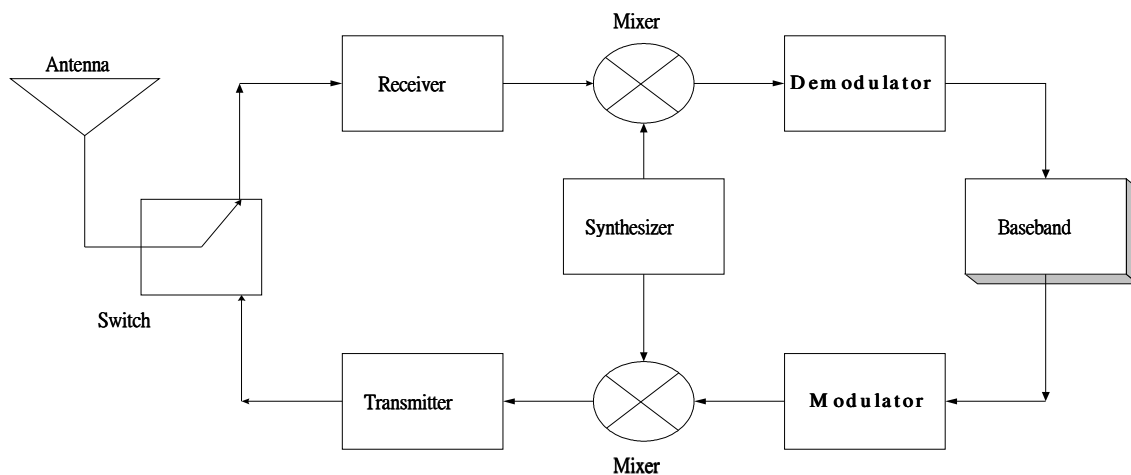 Mixer
Antenna
Receiver
Demodulator
Synthesizer
Baseband
Switch
Transmitter
Modulator
Mixer